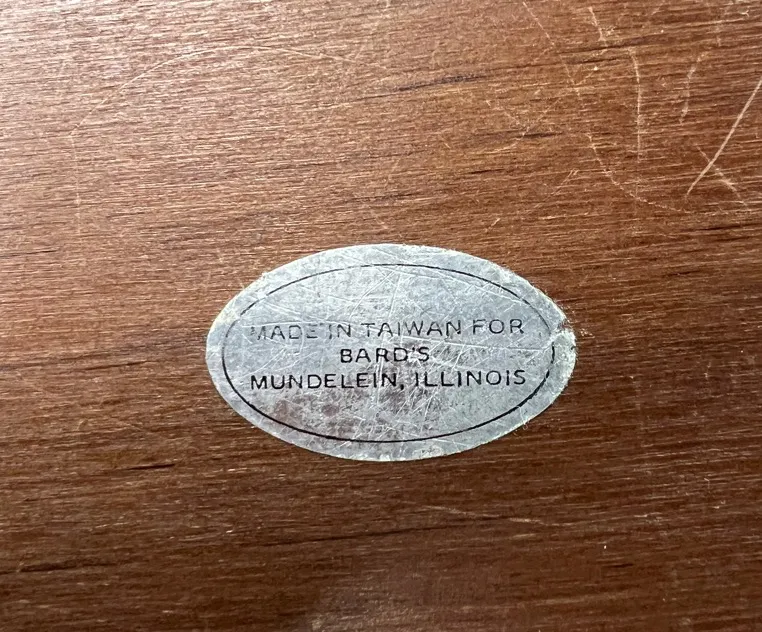 MADE IN TAIWAN FOR
BARD'S
MUNDELEIN, ILLINOIS